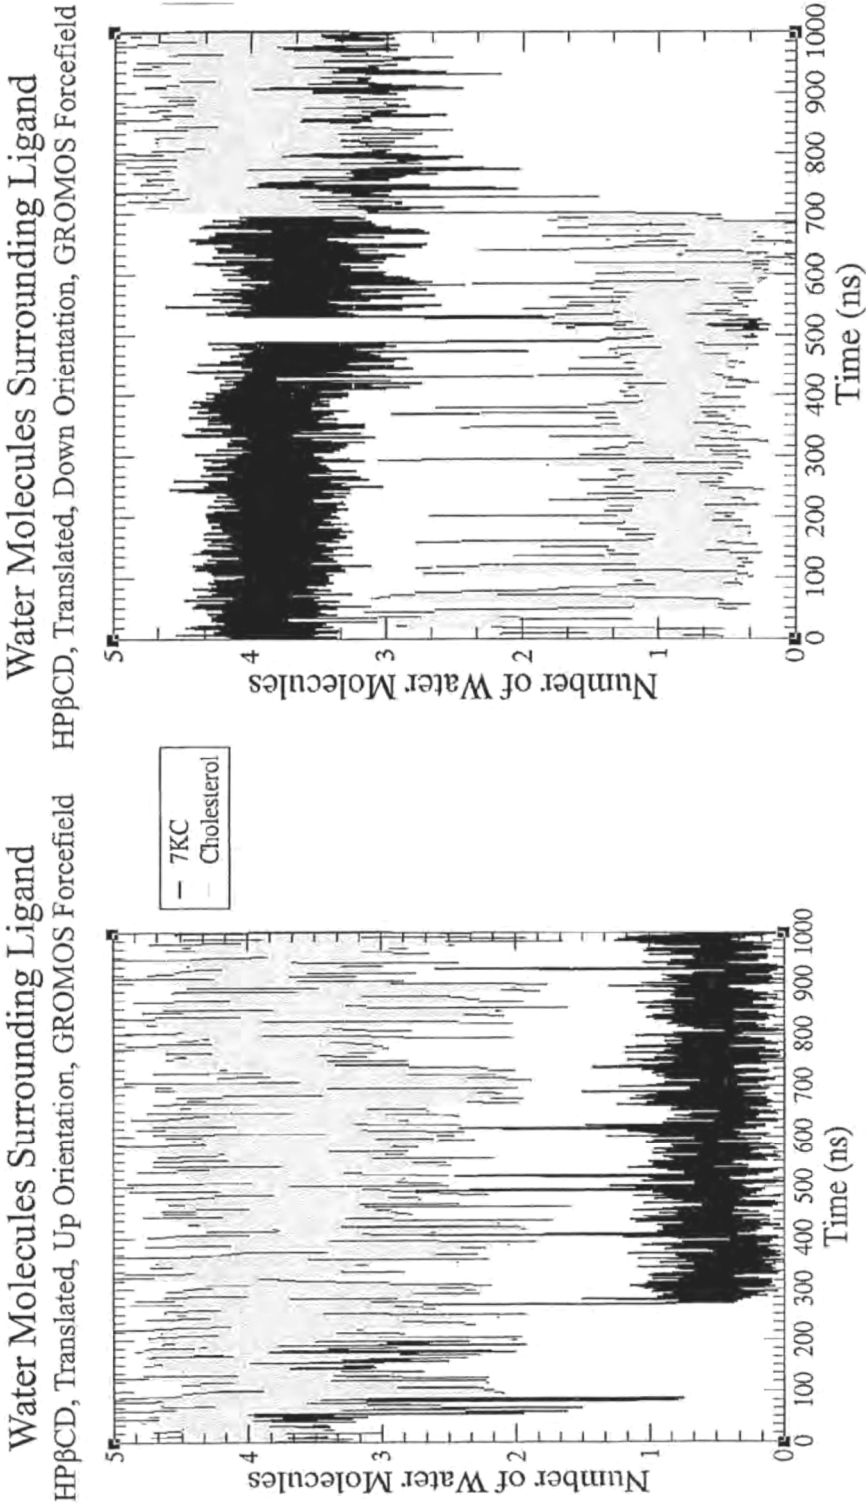 Water Molecules Surrounding Ligand
HPβCD, Translated, Up Orientation, GROMOS Forcefield
5
4
3
2
1
0
Number of Water Molecules
0 100 200 300 400 500 600 700 800 900 1000
Time (ns)
7KC
Cholesterol
Water Molecules Surrounding Ligand
HPβCD, Translated, Down Orientation, GROMOS Forcefield
5
4
3
2
1
0
Number of Water Molecules
0 100 200 300 400 500 600 700 800 900 1000
Time (ns)